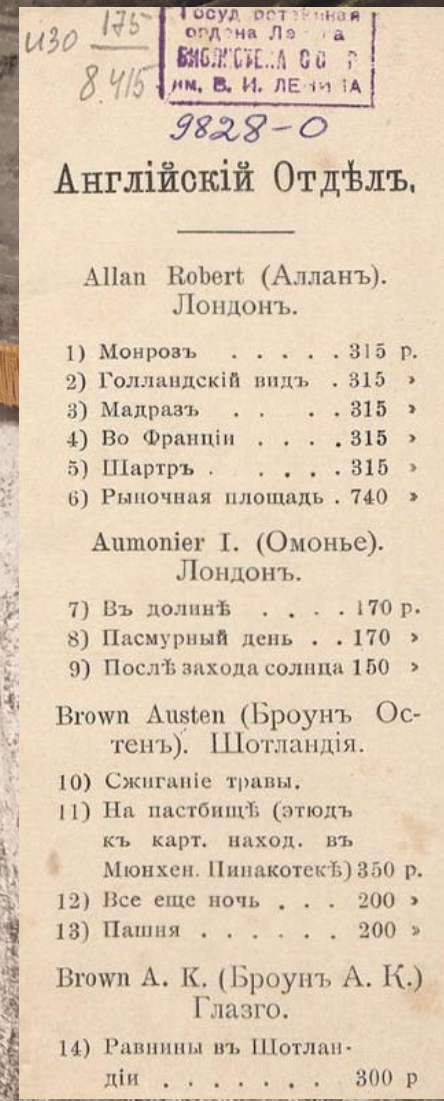 изо 175
8.415
ордена
им. В. И.
9828-О
Англійскій Отдѣлъ.
Allan Robert (Алланъ).
Лондонъ.
1) Монрозъ . . . . . 315 р.
2) Голландскій видъ . 315 »
3) Мадразъ . . . . 315 »
4) Во Франціи . . . . 315 »
5) Шартръ . . . . . 315 »
6) Рыночная площадь . 740 »
Aumonier I. (Омонье).
Лондонъ.
7) Въ долинѣ . . . . 170 р.
8) Пасмурный день . . 170 »
9) Послѣ захода солнца 150 »
Brown Austen (Броунъ Ос-
тенъ). Шотландія.
10) Сжиганіе травы.
11) На пастбищѣ (этюдъ
къ карт. наход. въ
Мюнхен. Пинакотекѣ) 350 р.
12) Все еще ночь . . . 200 »
13) Пашня . . . . . . 200 »
Brown A. K. (Броунъ А. К.)
Глазго.
14) Равнины въ Шотлан-
діи . . . . . . . 300 р